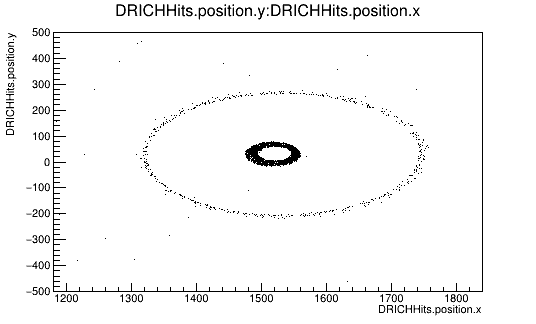 DRICHHits.position.y:DRICHHits.position.x
DRICHHits.position.y
500
400
300
200
100
0
−100
−200
−300
−400
−500
1200 1300 1400 1500 1600 1700 1800
DRICHHits.position.x